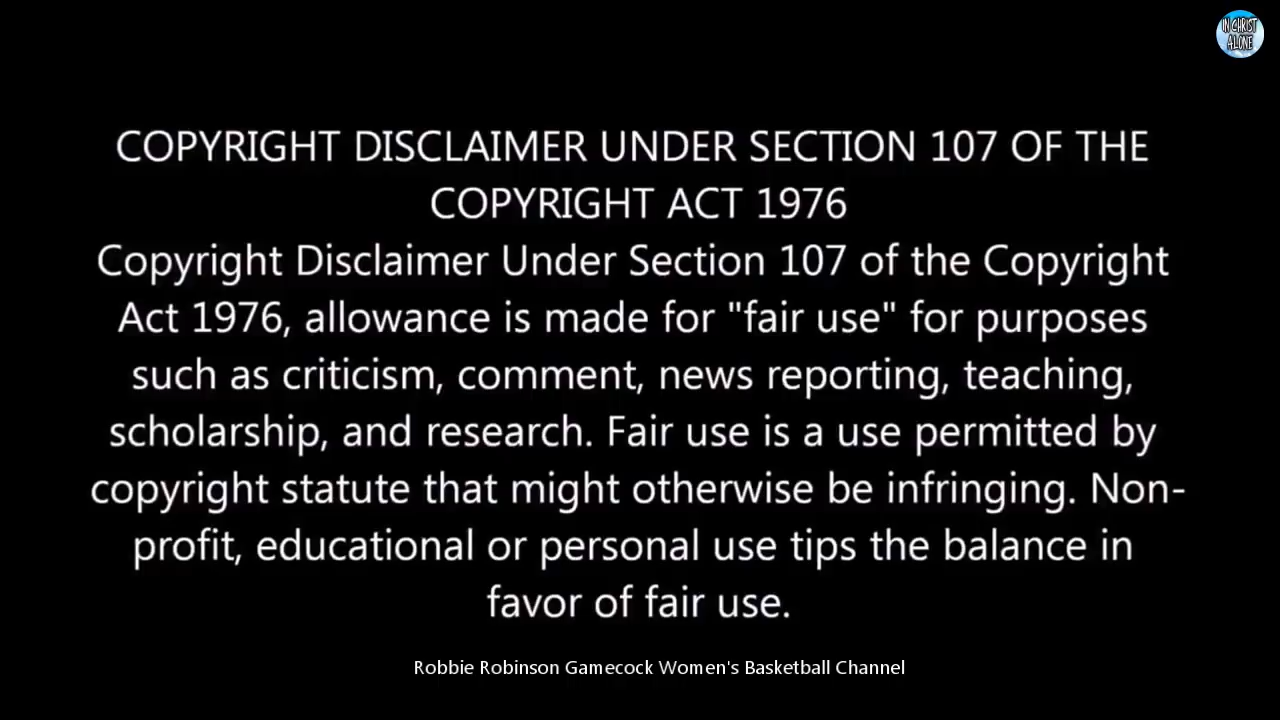 IN CHRIST
ALONE
COPYRIGHT DISCLAIMER UNDER SECTION 107 OF THE
COPYRIGHT ACT 1976
Copyright Disclaimer Under Section 107 of the Copyright
Act 1976, allowance is made for "fair use" for purposes
such as criticism, comment, news reporting, teaching,
scholarship, and research. Fair use is a use permitted by
copyright statute that might otherwise be infringing. Non-
profit, educational or personal use tips the balance in
favor of fair use.
Robbie Robinson Gamecock Women's Basketball Channel